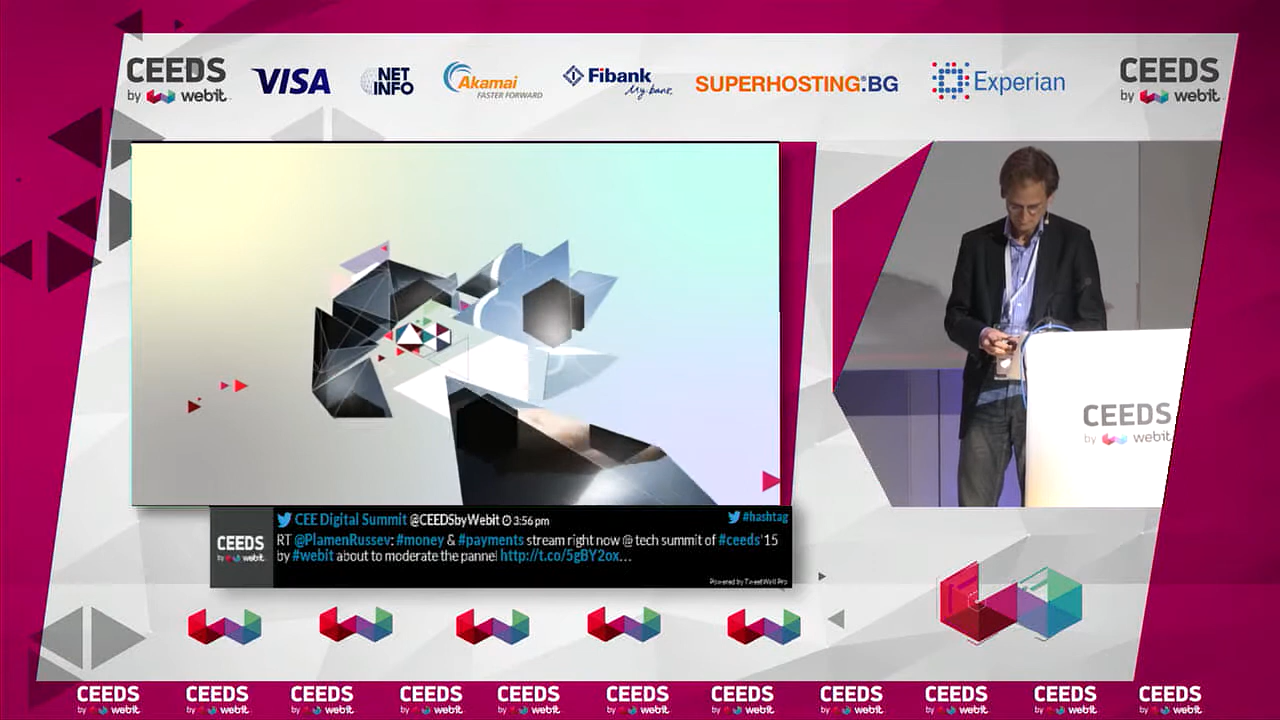 CEEDS
by webit
VISA
NET
INFO
Akamai
FASTER FORWARD
Fibank
My bank.
SUPERHOSTING.BG
Experian
CEEDS
by webit
CEEDS
by webit
CEEDS
by webit
CEE Digital Summit @CEEDSbyWebit 3:56 pm
#hashtag
RT @PlamenRussev: #money & #payments stream right now @ tech summit of #ceeds'15
by #webit about to moderate the pannel http://t.co/5gBY2ox...
Powered by TweetWall Pro
CEEDS CEEDS CEEDS CEEDS CEEDS CEEDS CEEDS CEEDS CEEDS CEEDS CEEDS
by webit by webit by webit by webit by webit by webit by webit by webit by webit by webit by webit